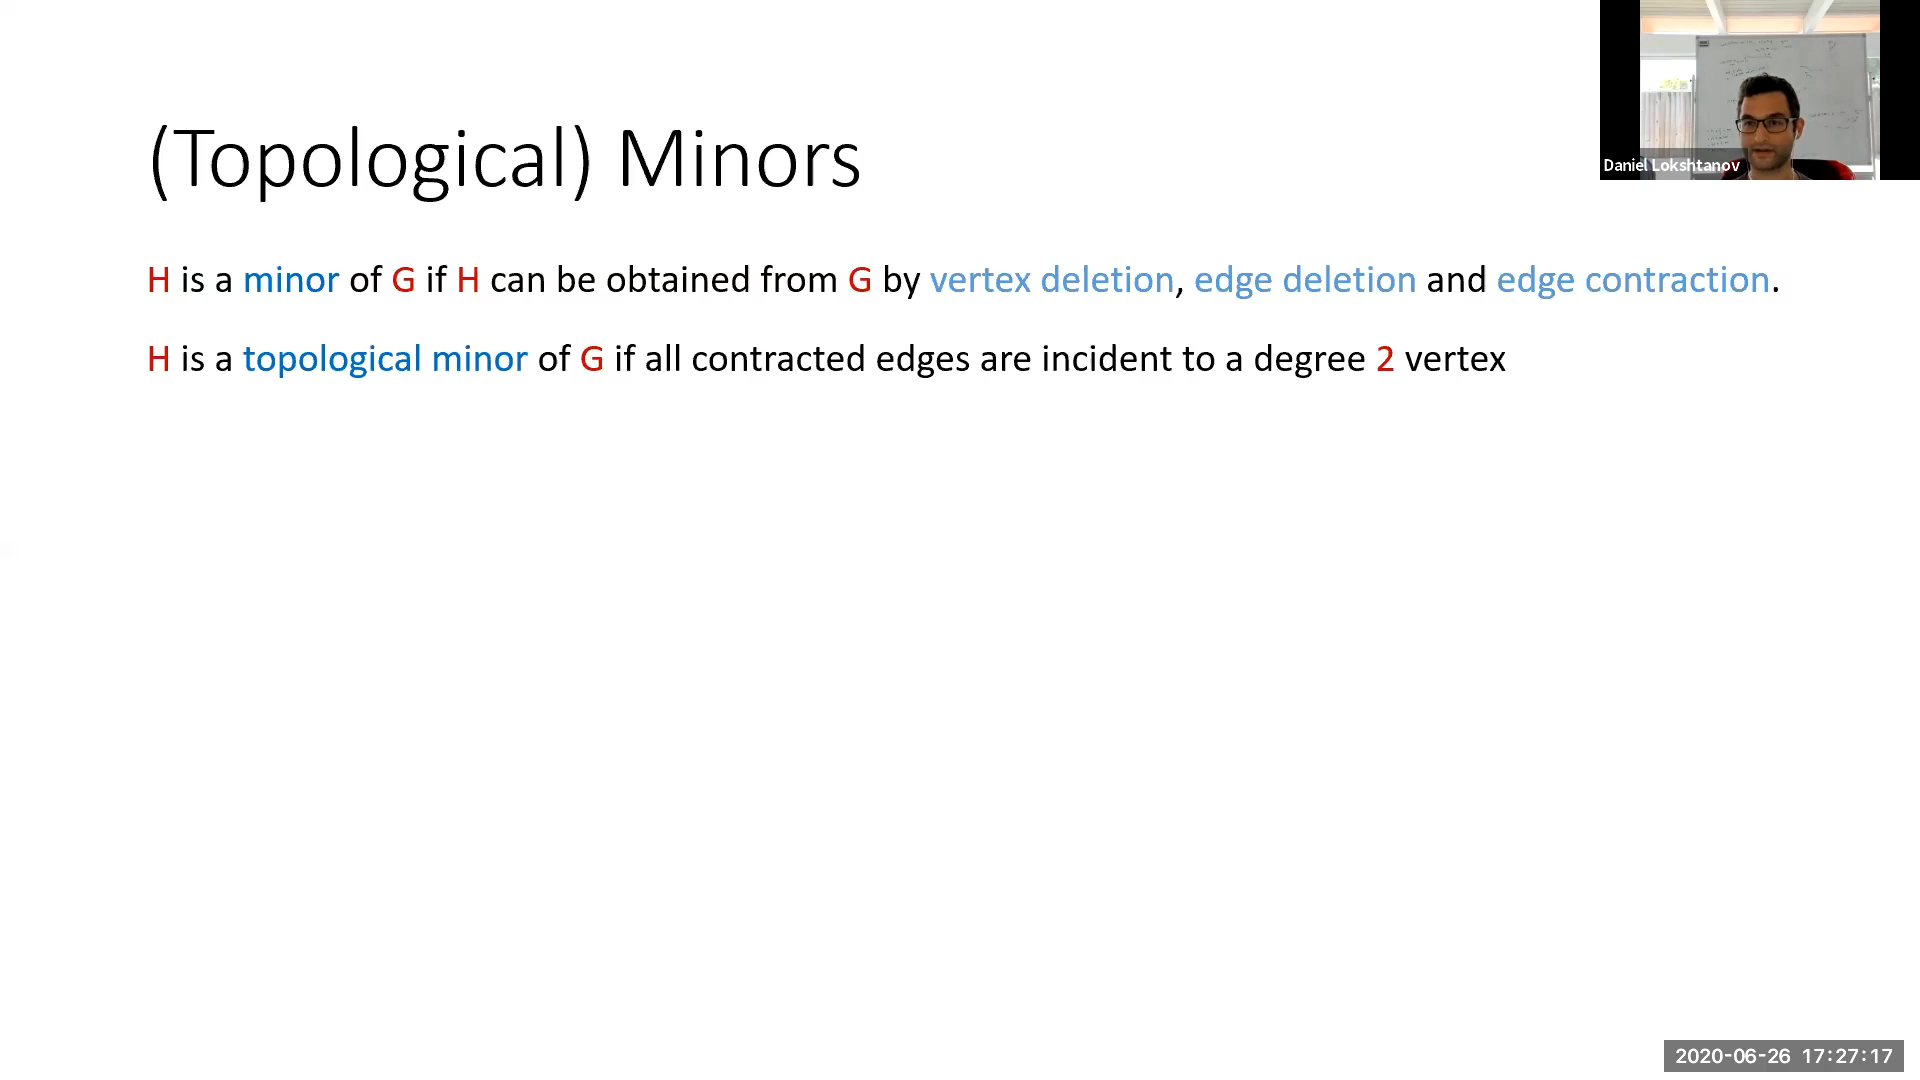 (Topological) Minors
Daniel Lokshtanov
H is a minor of G if H can be obtained from G by vertex deletion, edge deletion and edge contraction.
H is a topological minor of G if all contracted edges are incident to a degree 2 vertex
2020-06-26 17:27:17